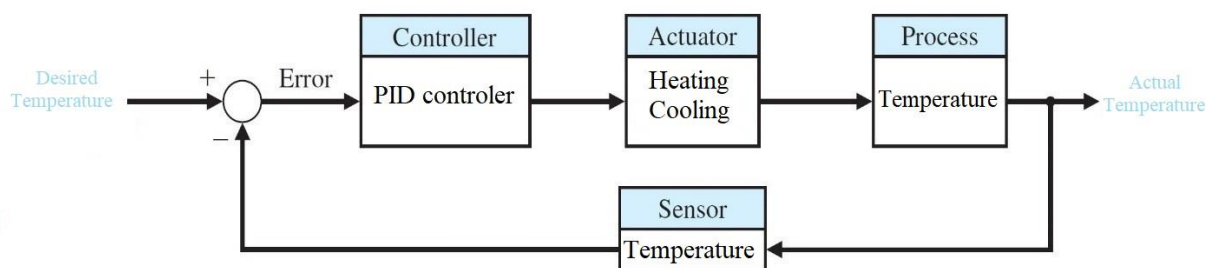 Controller
Actuator
Process
Desired
Temperature
+
Error
PID controler
Heating
Cooling
Temperature
Actual
Temperature
−
Sensor
Temperature